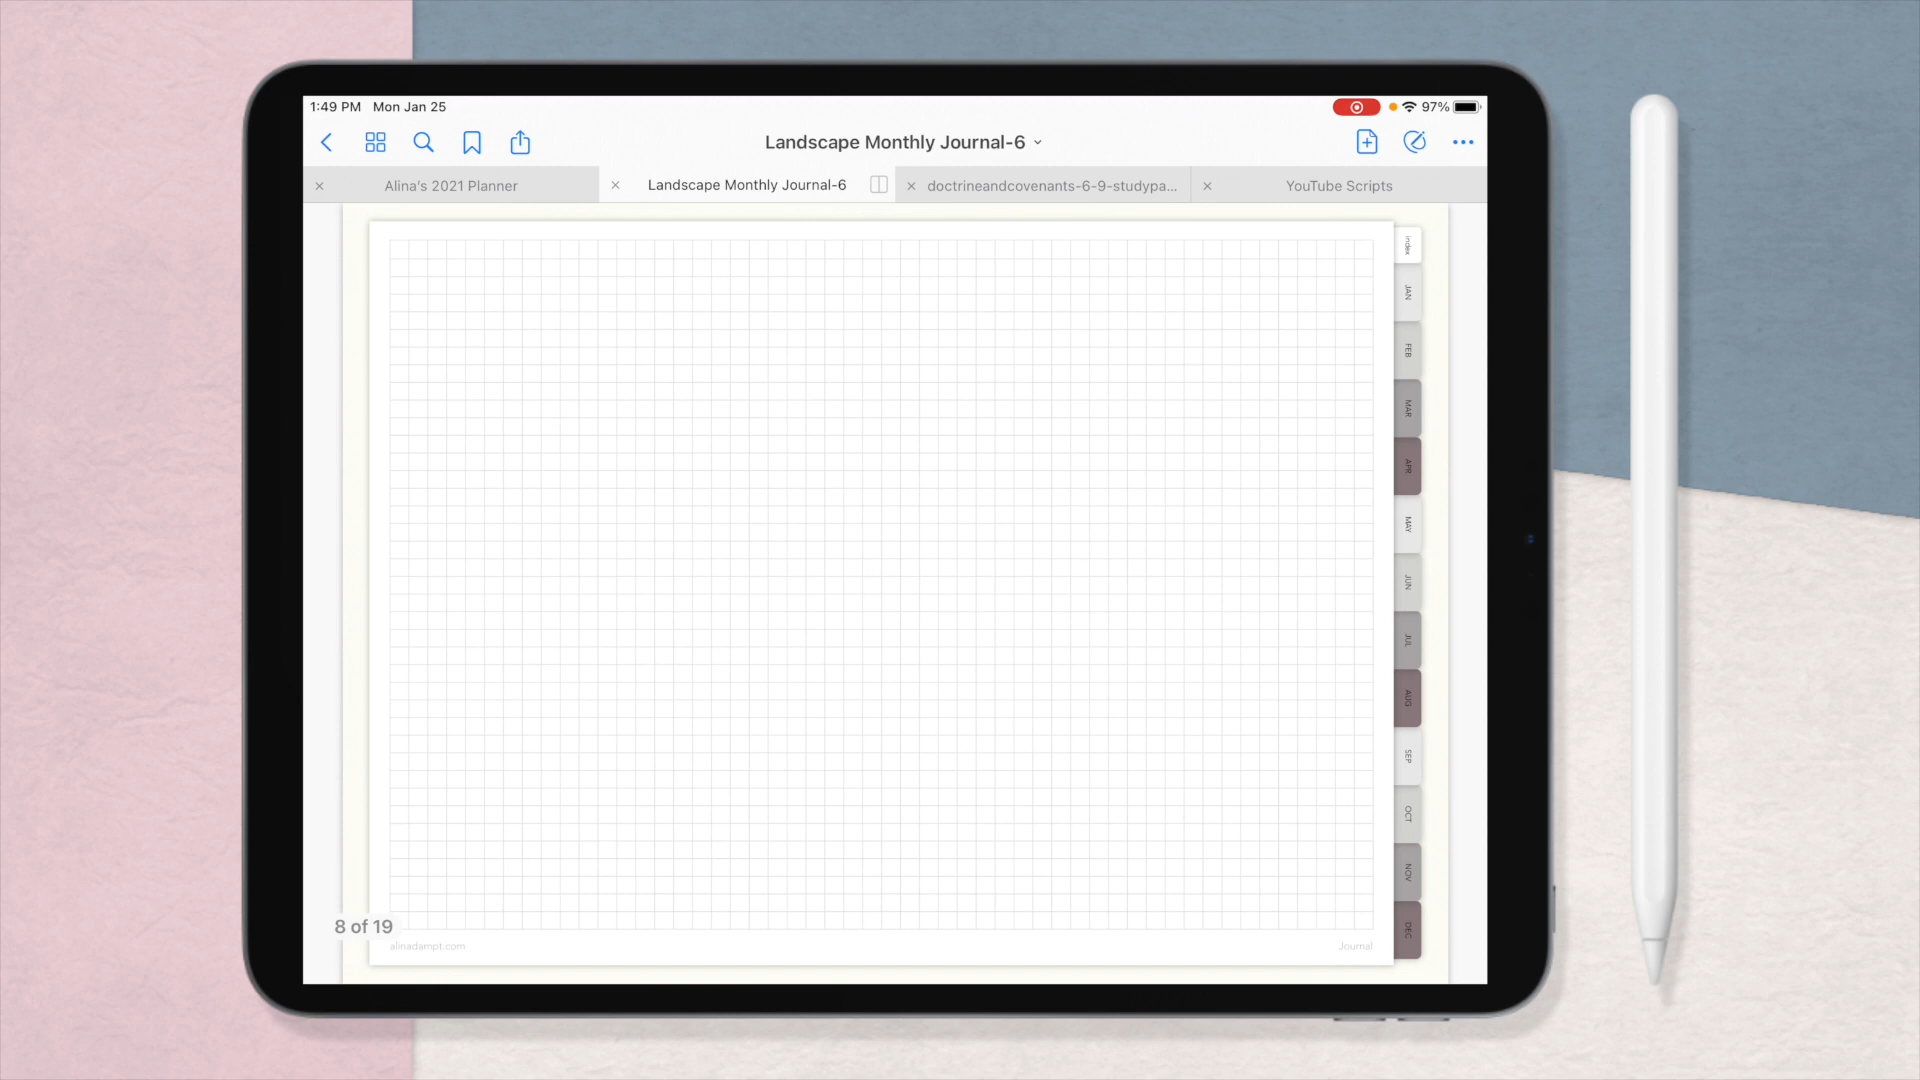 1:49 PM Mon Jan 25
97%
Landscape Monthly Journal-6
Alina's 2021 Planner
Landscape Monthly Journal-6
doctrineandcovenants-6-9-studypa...
YouTube Scripts
index
JAN
FEB
MAR
APR
MAY
JUN
JUL
AUG
SEP
OCT
NOV
DEC
8 of 19
alinadampt.com
Journal